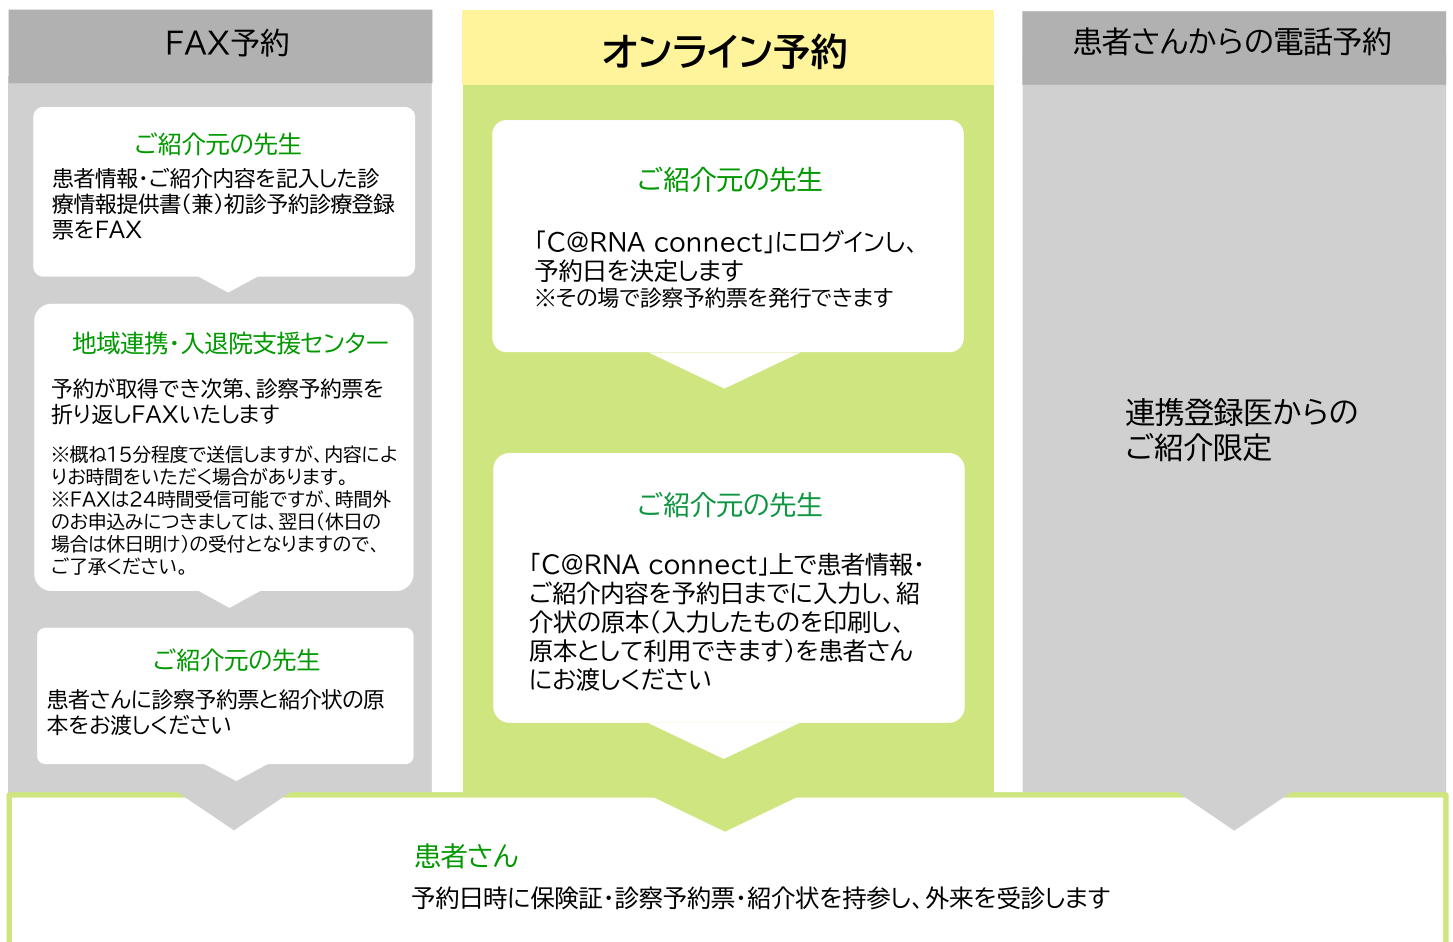 FAX予約
ご紹介元の先生
患者情報・ご紹介内容を記入した診
療情報提供書(兼)初診予約診療登録
票をFAX
地域連携・入退院支援センター
予約が取得でき次第、診察予約票を
折り返しFAXいたします
※概ね15分程度で送信しますが、内容によ
りお時間をいただく場合があります。
※FAXは24時間受信可能ですが、時間外
のお申込みにつきましては、翌日(休日の
場合は休日明け)の受付となりますので、
ご了承ください。
ご紹介元の先生
患者さんに診察予約票と紹介状の原
本をお渡しください
オンライン予約
ご紹介元の先生
「C@RNA connect」にログインし、
予約日を決定します
※その場で診察予約票を発行できます
ご紹介元の先生
「C@RNA connect」上で患者情報・
ご紹介内容を予約日までに入力し、紹
介状の原本(入力したものを印刷し、
原本として利用できます)を患者さん
にお渡しください
患者さんからの電話予約
連携登録医からの
ご紹介限定
患者さん
予約日時に保険証・診察予約票・紹介状を持参し、外来を受診します